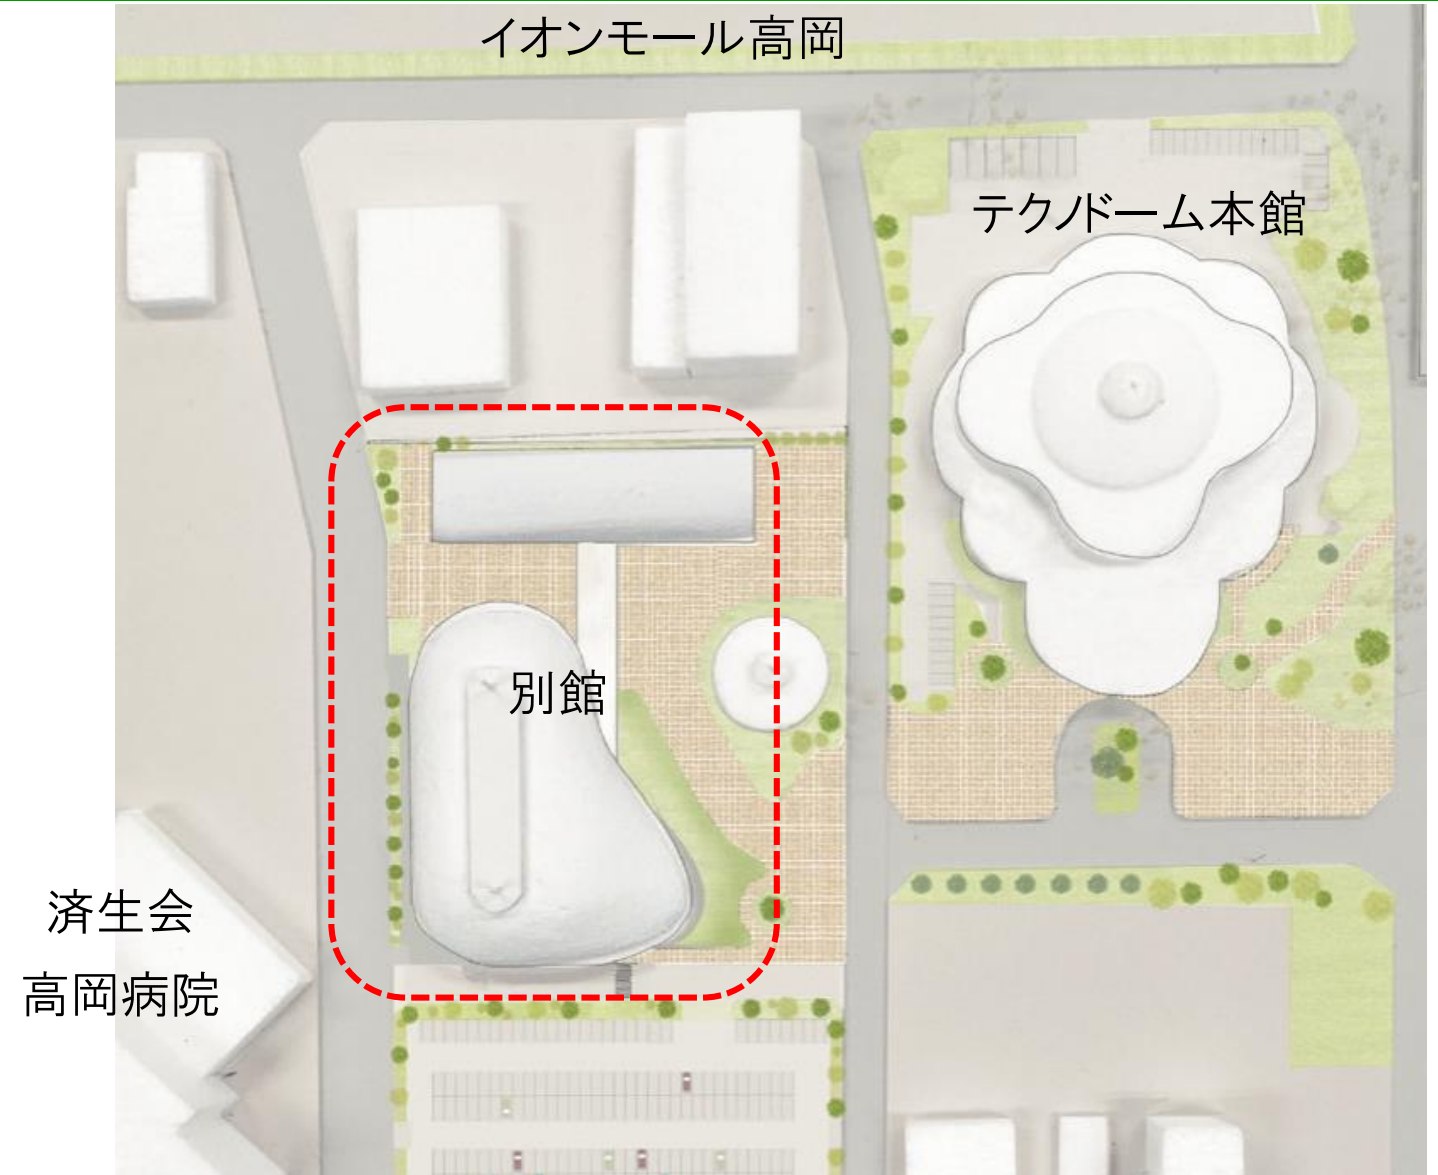 イオンモール高岡
テクノドーム本館
別館
済生会
高岡病院